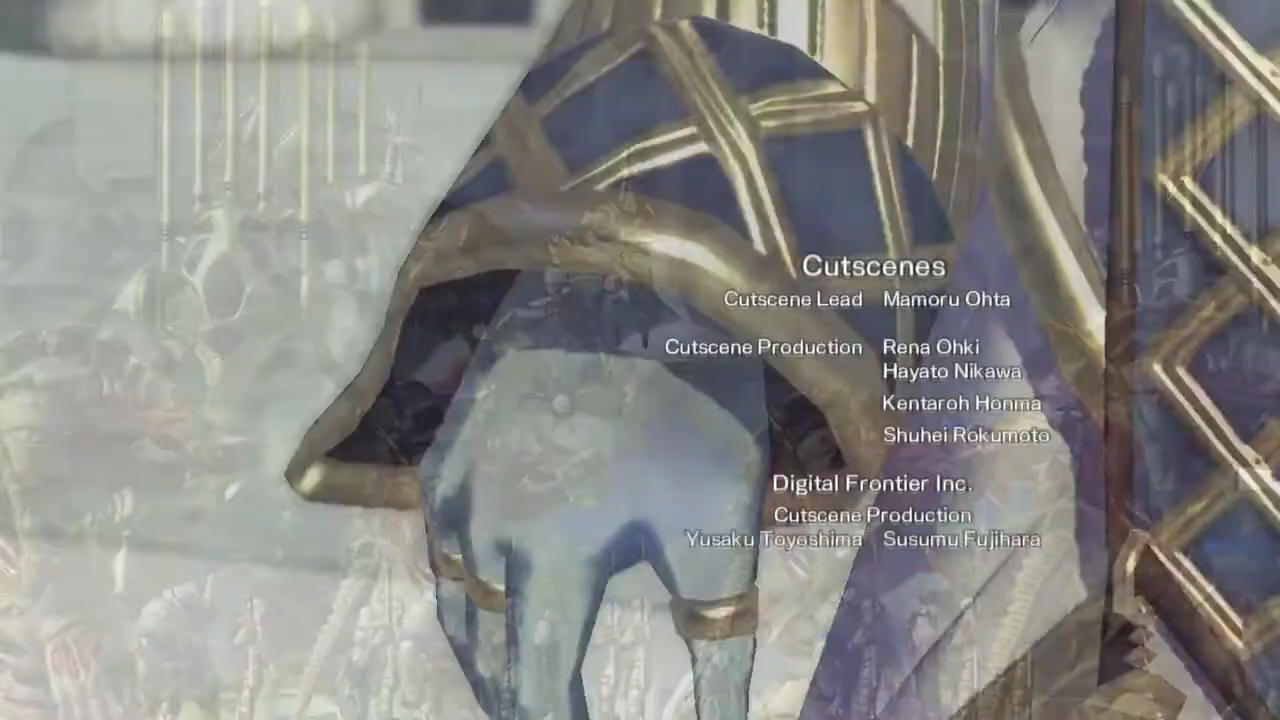 Cutscenes
Cutscene Lead Mamoru Ohta
Cutscene Production Rena Ohki
Hayato Nikawa
Kentaroh Honma
Shuhei Rokumoto
Digital Frontier Inc.
Cutscene Production
Yusaku Toyoshima Susumu Fujihara